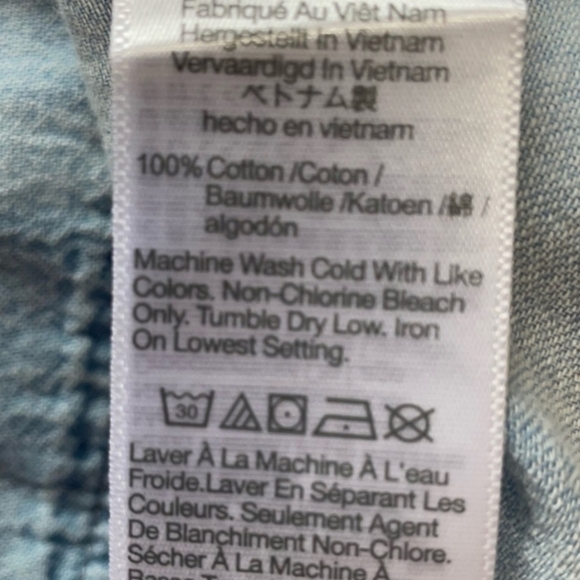 Fabriqué Au Viêt Nam
Hergestellt In Vietnam
Vervaardigd In Vietnam
ベトナム製
hecho en vietnam
100% Cotton /Coton /
Baumwolle /Katoen /綿 /
algodón
Machine Wash Cold With Like
Colors. Non-Chlorine Bleach
Only. Tumble Dry Low. Iron
On Lowest Setting.
30
Laver À La Machine À L'eau
Froide.Laver En Séparant Les
Couleurs. Seulement Agent
De Blanchiment Non-Chlore.
Sécher À La Machine À